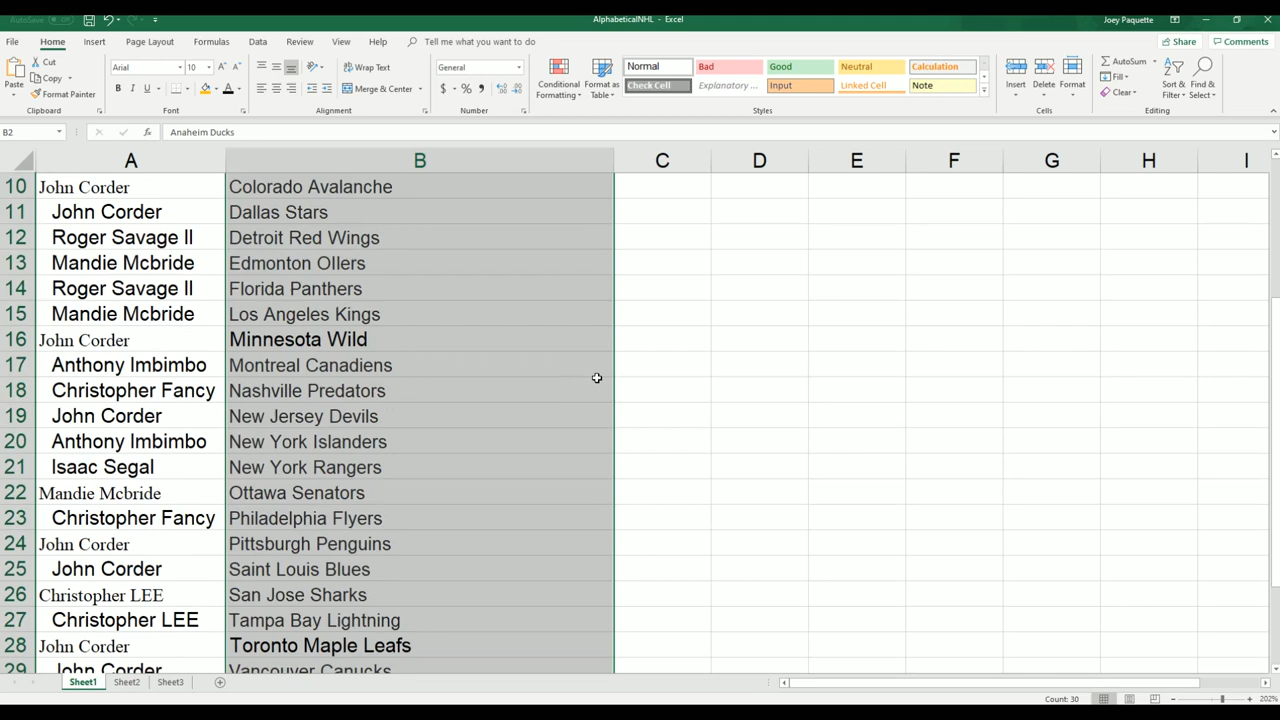 AutoSave Off
AlphabeticalNHL - Excel
Joey Paquette
File Home Insert Page Layout Formulas Data Review View Help Tell me what you want to do
Share Comments
Paste
Cut
Copy
Format Painter
Clipboard
Arial 10
B I U
Font
Wrap Text
Merge & Center
Alignment
General
$ % ,
Number
Conditional Formatting
Format as Table
Normal Bad Good Neutral Calculation
Check Cell Explanatory ... Input Linked Cell Note
Styles
Insert Delete Format
Cells
AutoSum
Fill
Clear
Sort & Filter
Find & Select
Editing
B2 fx Anaheim Ducks
A B C D E F G H I
10 John Corder Colorado Avalanche
11 John Corder Dallas Stars
12 Roger Savage II Detroit Red Wings
13 Mandie Mcbride Edmonton OIlers
14 Roger Savage II Florida Panthers
15 Mandie Mcbride Los Angeles Kings
16 John Corder Minnesota Wild
17 Anthony Imbimbo Montreal Canadiens
18 Christopher Fancy Nashville Predators
19 John Corder New Jersey Devils
20 Anthony Imbimbo New York Islanders
21 Isaac Segal New York Rangers
22 Mandie Mcbride Ottawa Senators
23 Christopher Fancy Philadelphia Flyers
24 John Corder Pittsburgh Penguins
25 John Corder Saint Louis Blues
26 Christopher LEE San Jose Sharks
27 Christopher LEE Tampa Bay Lightning
28 John Corder Toronto Maple Leafs
29 John Corder Vancouver Canucks
Sheet1 Sheet2 Sheet3
Count: 30 202%